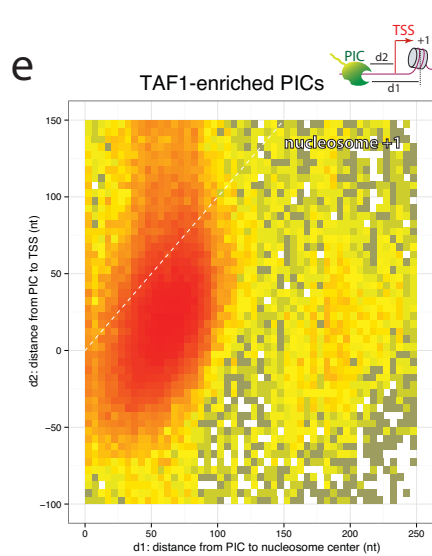 e
TSS
+1
PIC
d2
d1
TAF1-enriched PICs
nucleosome +1
150
100
50
0
−50
−100
d2: distance from PIC to TSS (nt)
0
50
100
150
200
250
d1: distance from PIC to nucleosome center (nt)